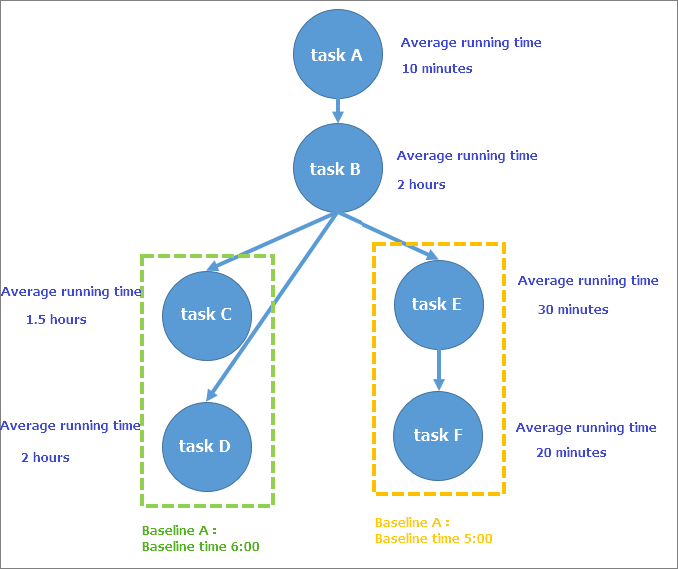 task A
Average running time
10 minutes
task B
Average running time
2 hours
task C
Average running time
1.5 hours
task E
Average running time
30 minutes
task D
Average running time
2 hours
task F
Average running time
20 minutes
Baseline A :
Baseline time 6:00
Baseline A :
Baseline time 5:00